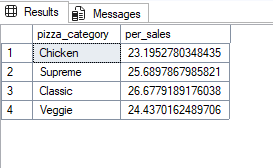 Results Messages
pizza_category per_sales
1 Chicken 23.1952780348435
2 Supreme 25.6897867985821
3 Classic 26.6779189176038
4 Veggie 24.4370162489706